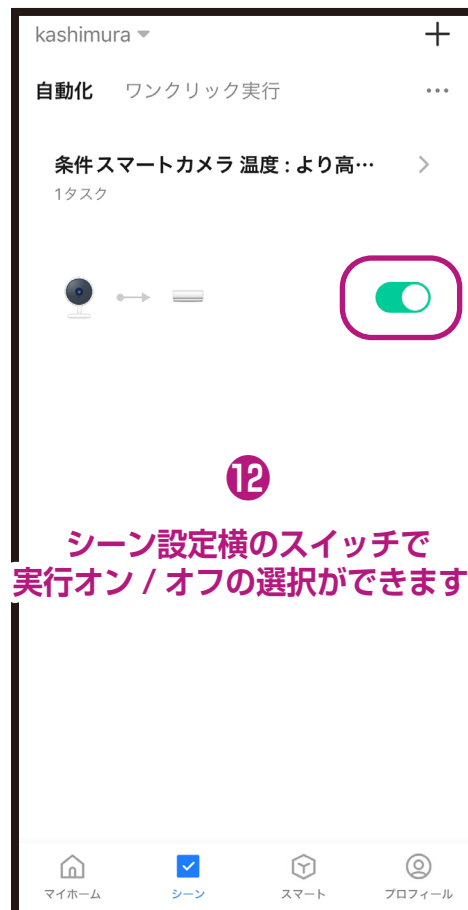 kashimura
自動化 ワンクリック実行 …
条件スマートカメラ 温度 : より高…
1タスク
⓬
シーン設定横のスイッチで
実行オン / オフの選択ができます
マイホーム シーン スマート プロフィール